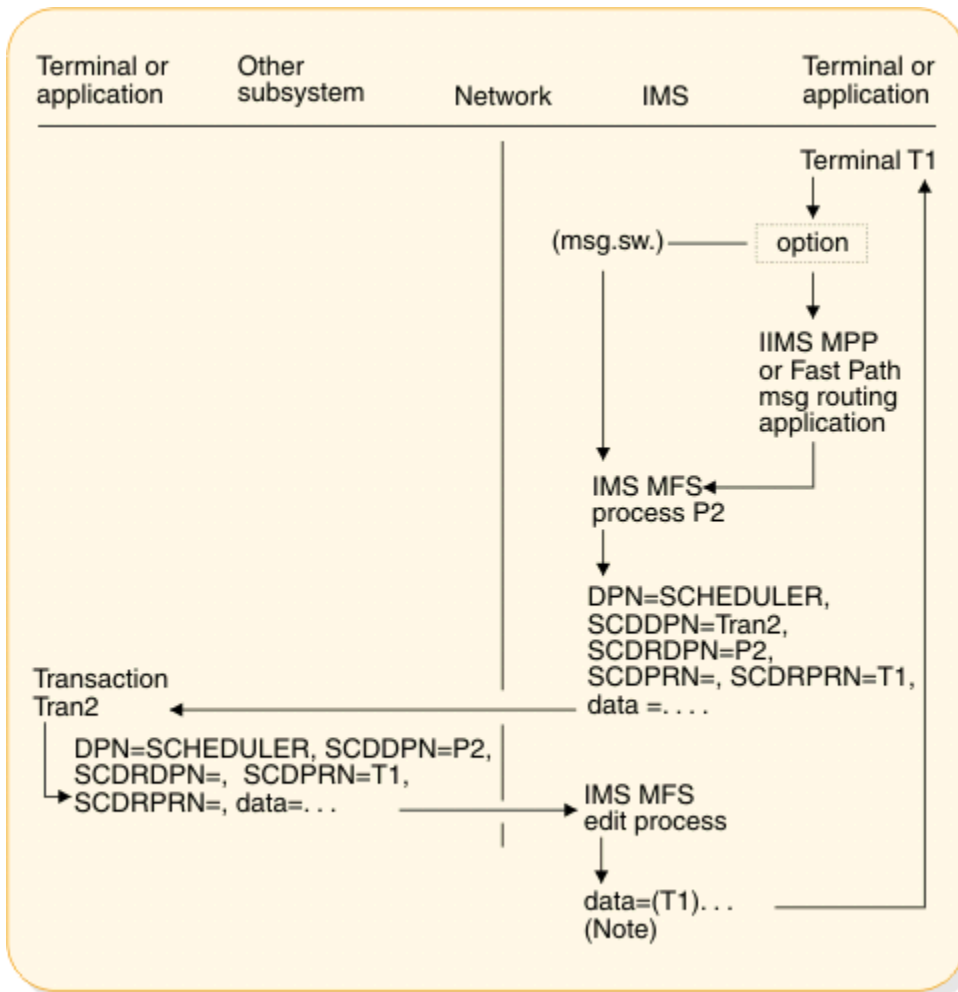 Terminal or
application
Other
subsystem
Network
IMS
Terminal or
application
Terminal T1
(msg.sw.)
option
IIMS MPP
or Fast Path
msg routing
application
IMS MFS
process P2
DPN=SCHEDULER,
SCDDPN=Tran2,
SCDRDPN=P2,
SCDPRN=, SCDRPRN=T1,
data =. . . .
Transaction
Tran2
DPN=SCHEDULER, SCDDPN=P2,
SCDRDPN=, SCDPRN=T1,
SCDRPRN=, data=. . .
IMS MFS
edit process
data=(T1). . .
(Note)